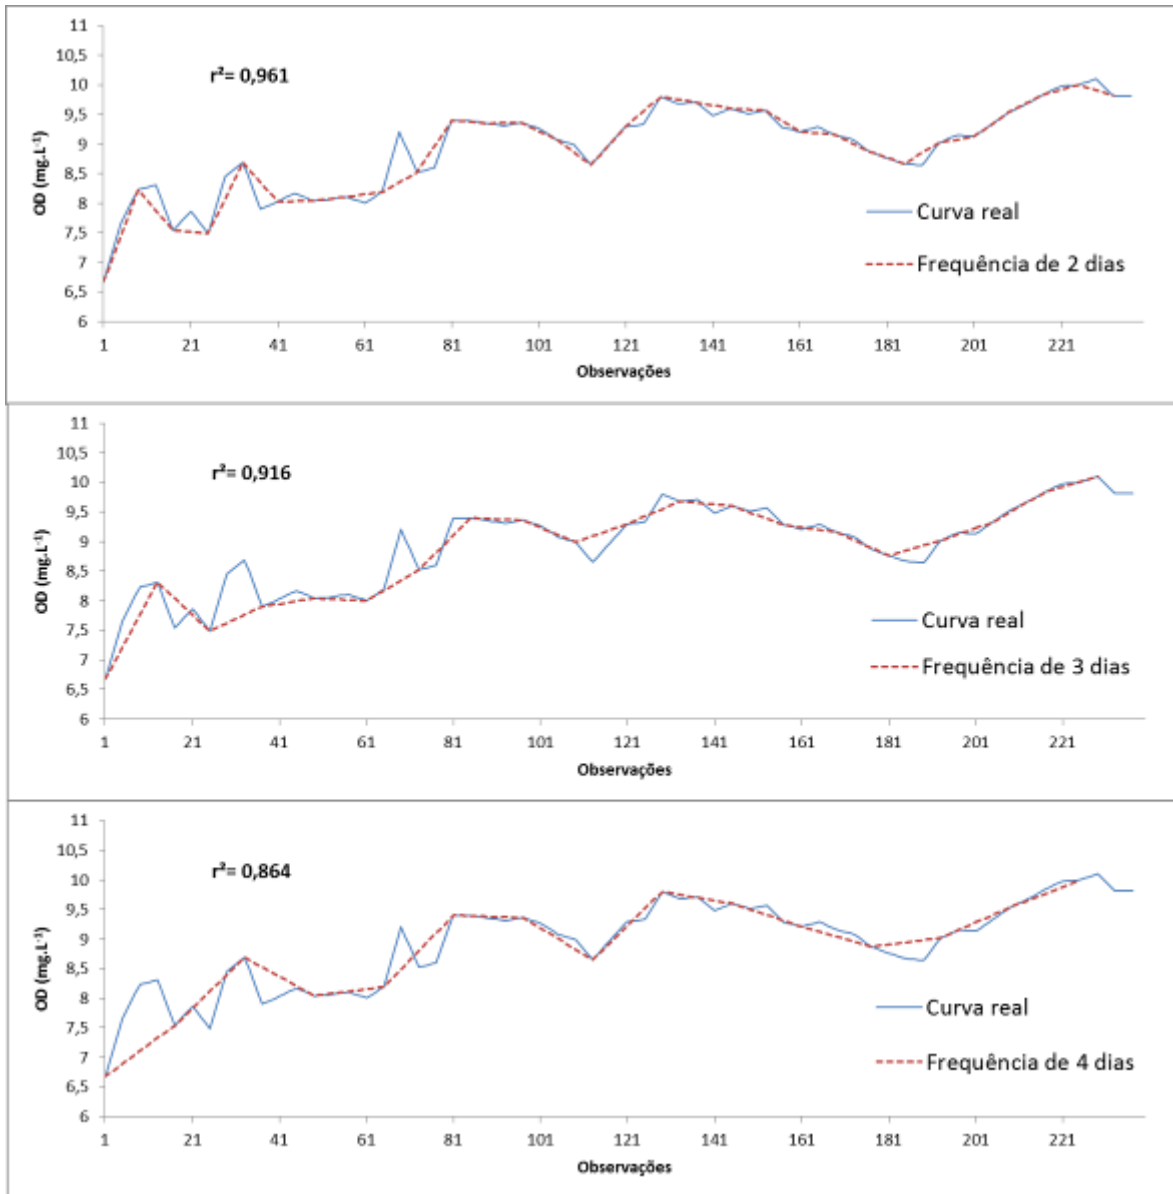 11
10,5
10
9,5
9
8,5
8
7,5
7
6,5
6
OD (mg.L⁻¹)
r²= 0,961
Curva real
Frequência de 2 dias
1 21 41 61 81 101 121 141 161 181 201 221
Observações
11
10,5
10
9,5
9
8,5
8
7,5
7
6,5
6
OD (mg.L⁻¹)
r²= 0,916
Curva real
Frequência de 3 dias
1 21 41 61 81 101 121 141 161 181 201 221
Observações
11
10,5
10
9,5
9
8,5
8
7,5
7
6,5
6
OD (mg.L⁻¹)
r²= 0,864
Curva real
Frequência de 4 dias
1 21 41 61 81 101 121 141 161 181 201 221
Observações